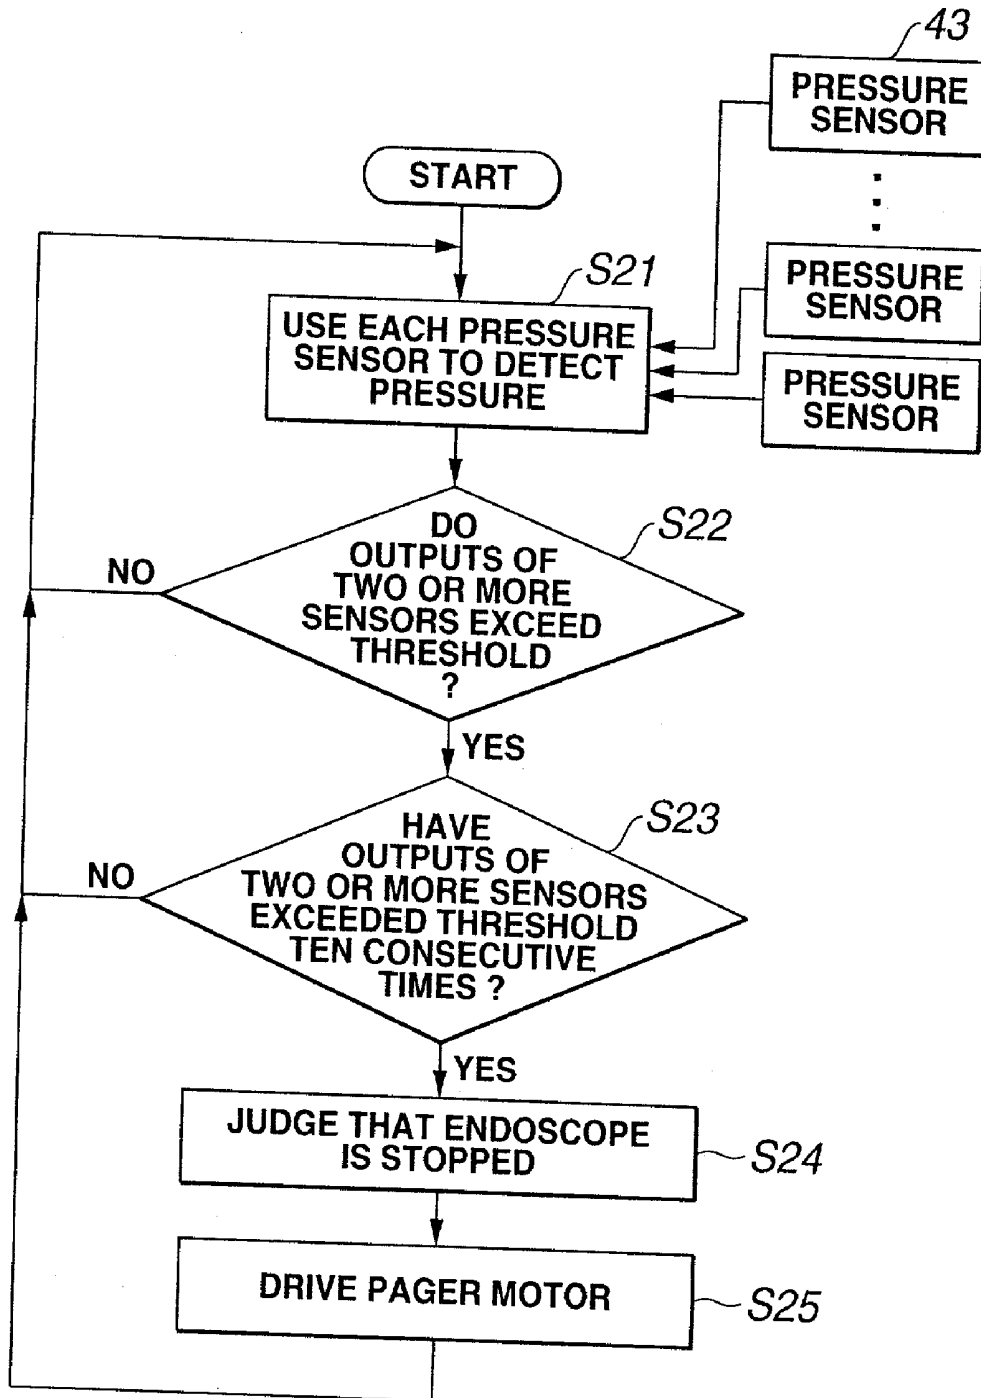 43
PRESSURE
SENSOR
START
PRESSURE
SENSOR
S21
USE EACH PRESSURE
SENSOR TO DETECT
PRESSURE
PRESSURE
SENSOR
S22
DO
OUTPUTS OF
TWO OR MORE
SENSORS EXCEED
THRESHOLD
?
NO
YES
S23
HAVE
OUTPUTS OF
TWO OR MORE SENSORS
EXCEEDED THRESHOLD
TEN CONSECUTIVE
TIMES ?
NO
YES
JUDGE THAT ENDOSCOPE
IS STOPPED
S24
DRIVE PAGER MOTOR
S25